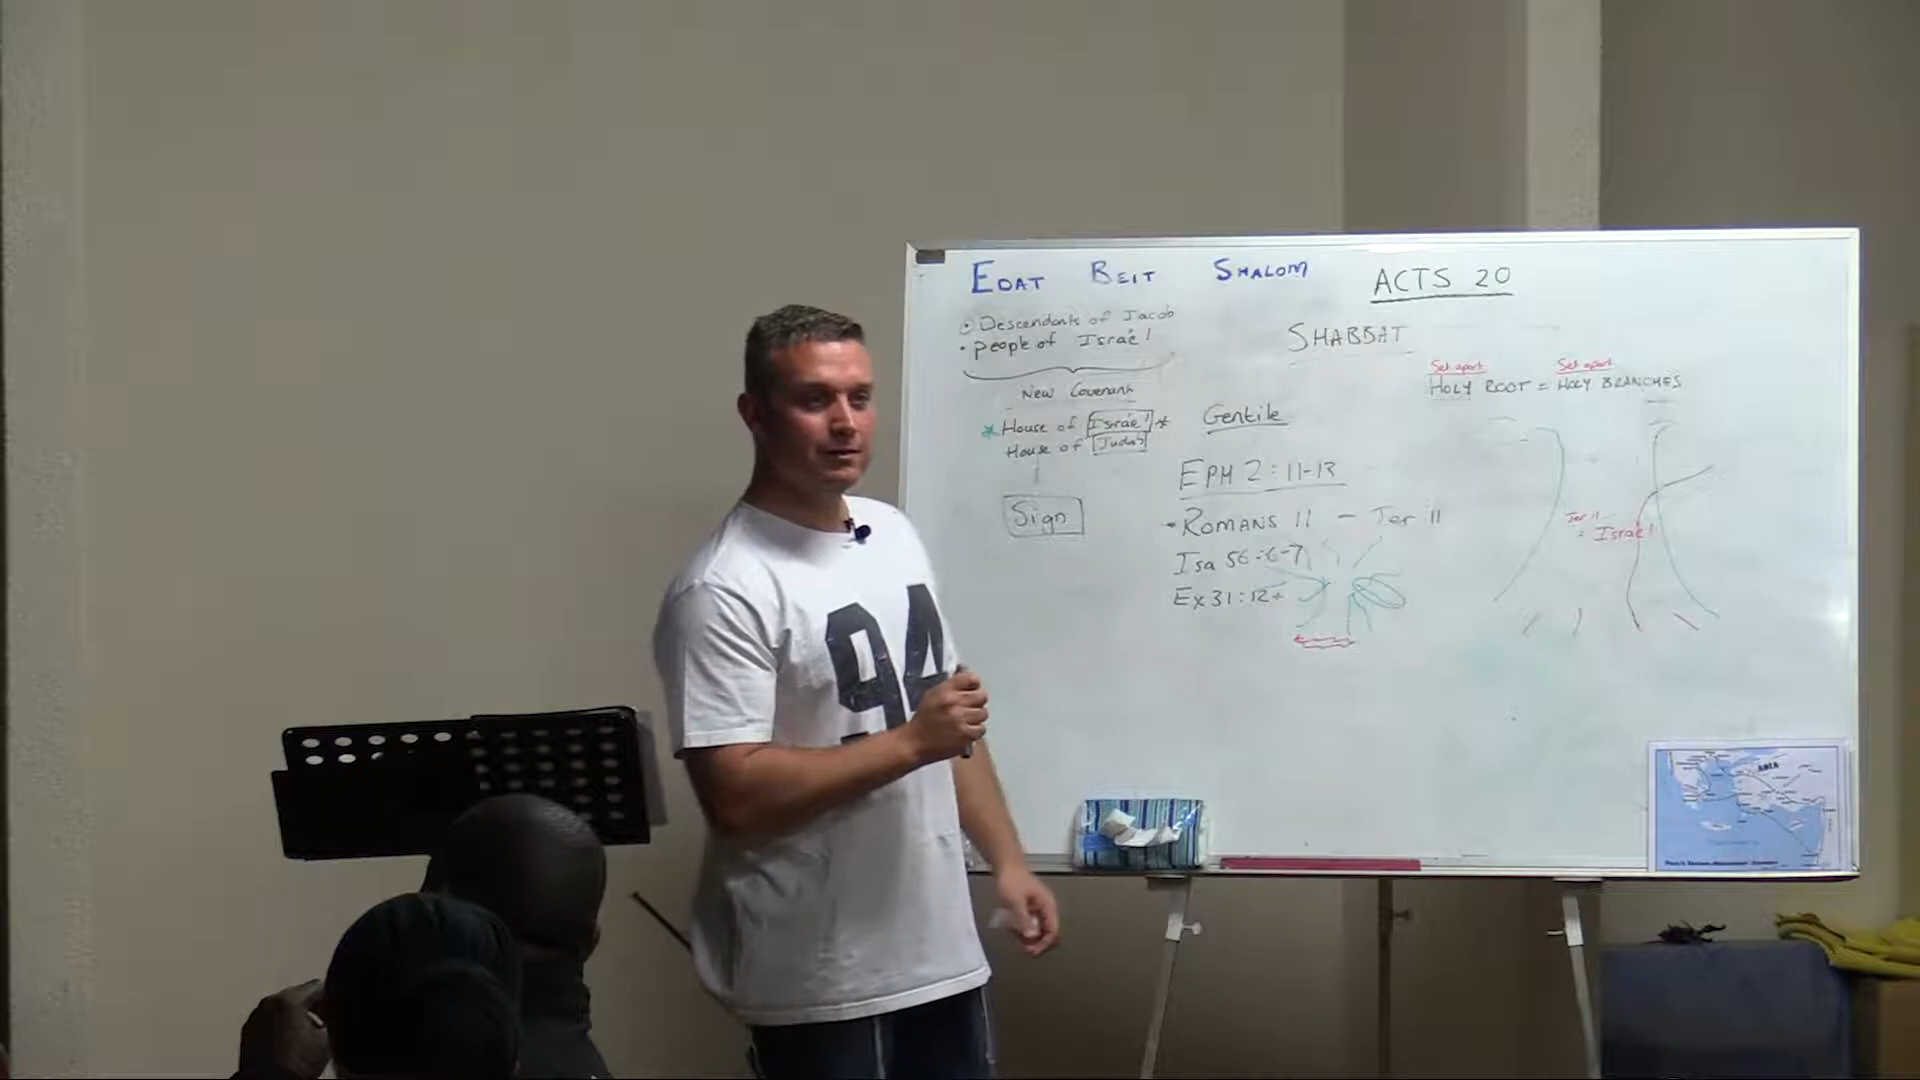 EDAT BEIT SHALOM
ACTS 20
Descendants of Jacob
• people of Israel
New Covenant
* House of Israel *
House of Judah
Sign
SHABBAT
Gentile
EPH 2:11-13
- ROMANS 11 - Jer 11
Isa 56:6-7
Ex 31:12+
Set apart Set apart
HOLY ROOT = HOLY BRANCHES
Jer 11
= Israel
94
ASIA